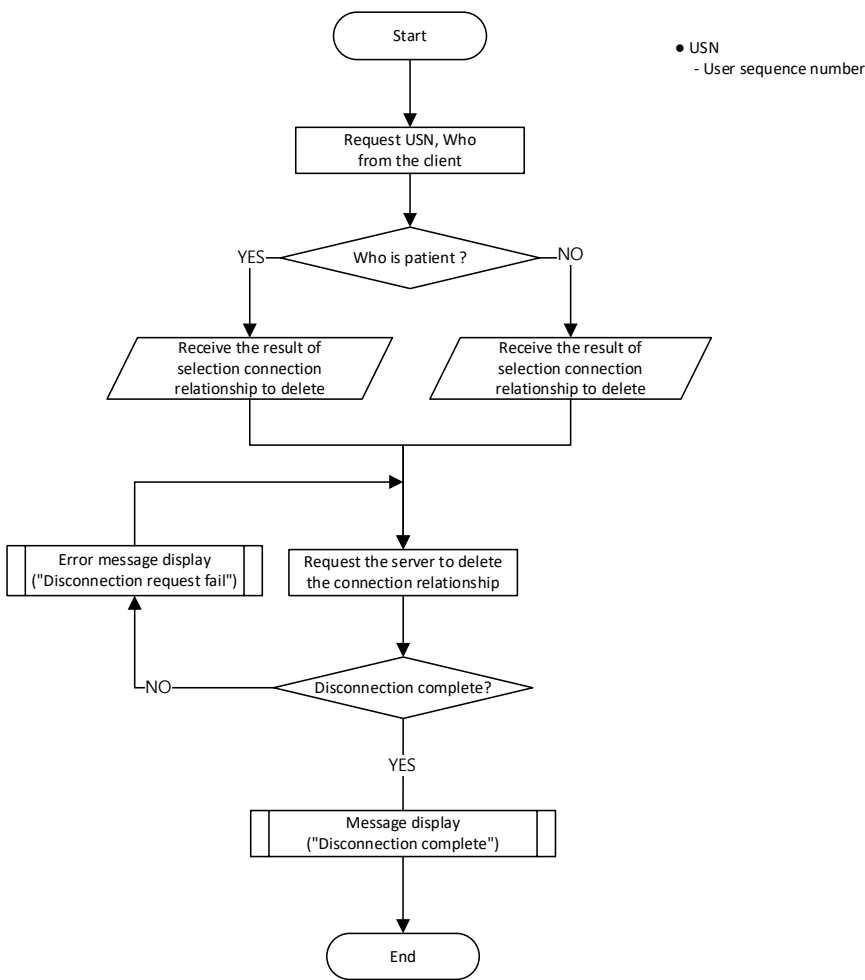 Start
● USN
- User sequence number
Request USN, Who
from the client
Who is patient ?
YES
NO
Receive the result of
selection connection
relationship to delete
Receive the result of
selection connection
relationship to delete
Error message display
("Disconnection request fail")
Request the server to delete
the connection relationship
Disconnection complete?
NO
YES
Message display
("Disconnection complete")
End